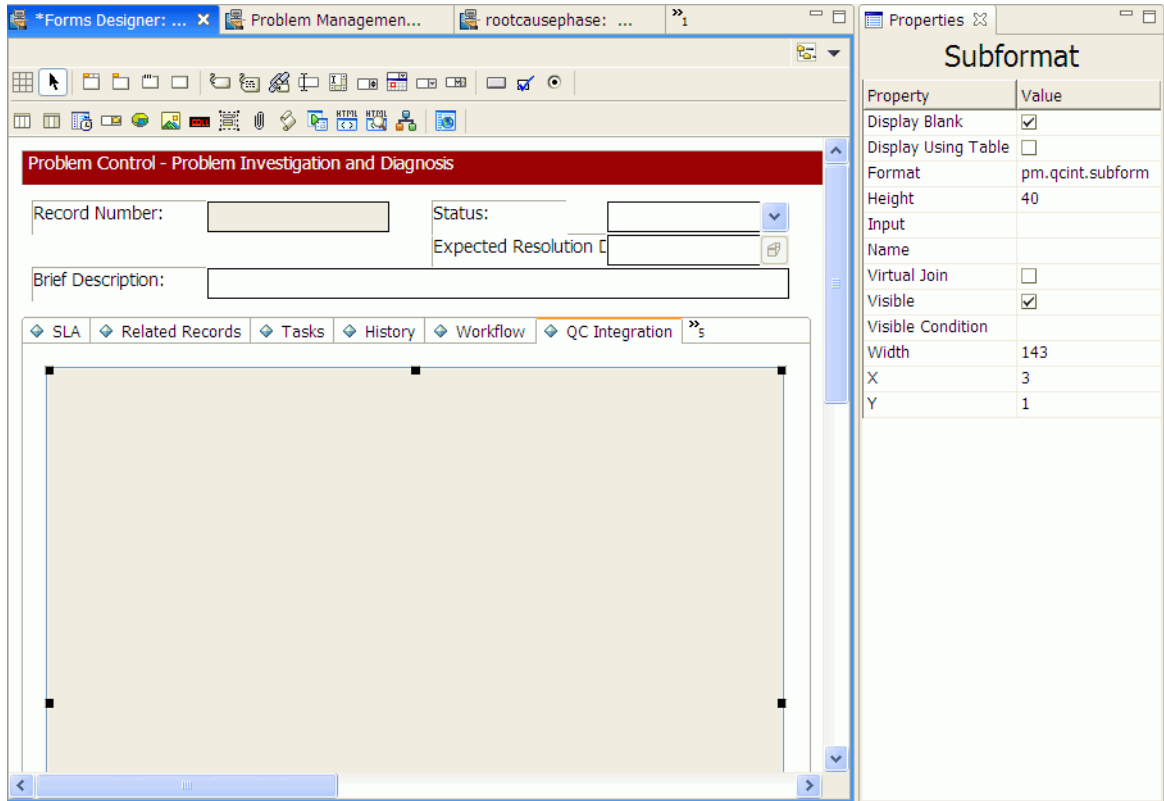 *Forms Designer: ...
Problem Managemen...
rootcausephase: ...
»1
Properties
Subformat
Property Value
Display Blank
Display Using Table
Format pm.qcint.subform
Height 40
Input
Name
Virtual Join
Visible
Visible Condition
Width 143
X 3
Y 1
HTML HTML
Problem Control - Problem Investigation and Diagnosis
Record Number:
Status:
Expected Resolution D
Brief Description:
SLA Related Records Tasks History Workflow QC Integration »5